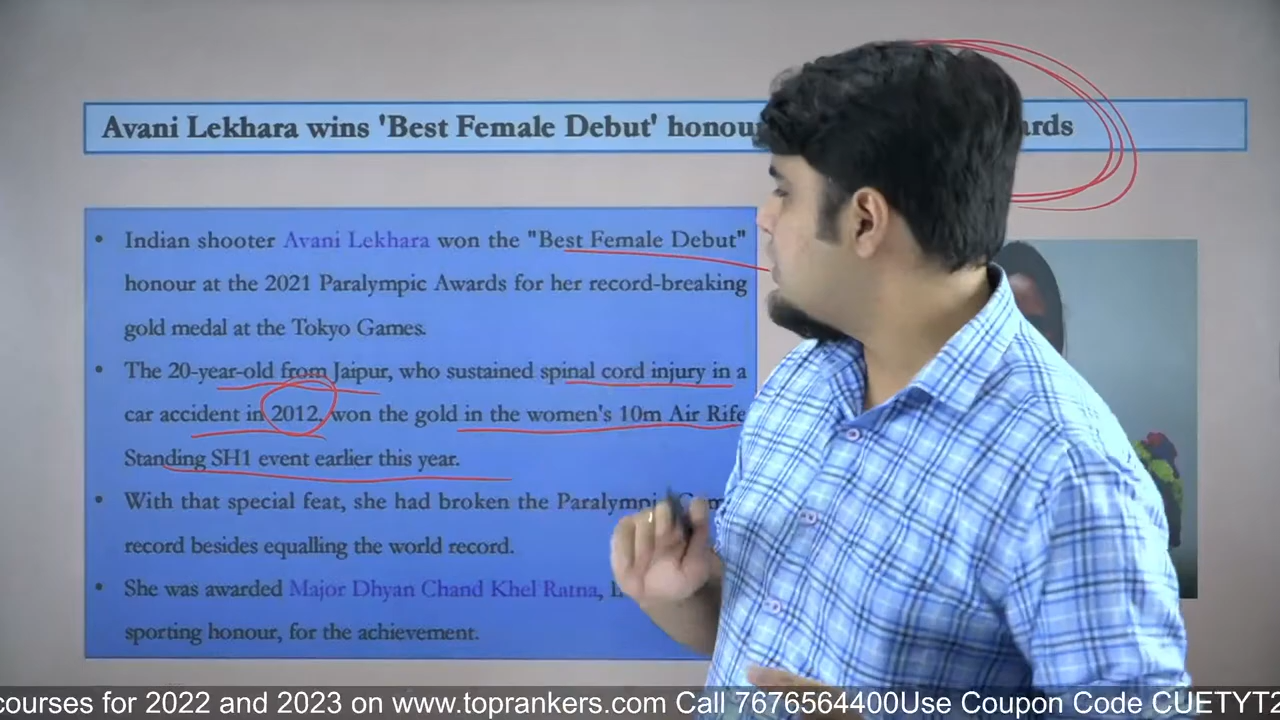 Avani Lekhara wins 'Best Female Debut' honou ards
• Indian shooter Avani Lekhara won the "Best Female Debut"
honour at the 2021 Paralympic Awards for her record-breaking
gold medal at the Tokyo Games.
• The 20-year-old from Jaipur, who sustained spinal cord injury in a
car accident in 2012, won the gold in the women's 10m Air Rife
Standing SH1 event earlier this year.
• With that special feat, she had broken the Paralympic
record besides equalling the world record.
• She was awarded Major Dhyan Chand Khel Ratna,
sporting honour, for the achievement.
courses for 2022 and 2023 on www.toprankers.com Call 7676564400Use Coupon Code CUETYT2